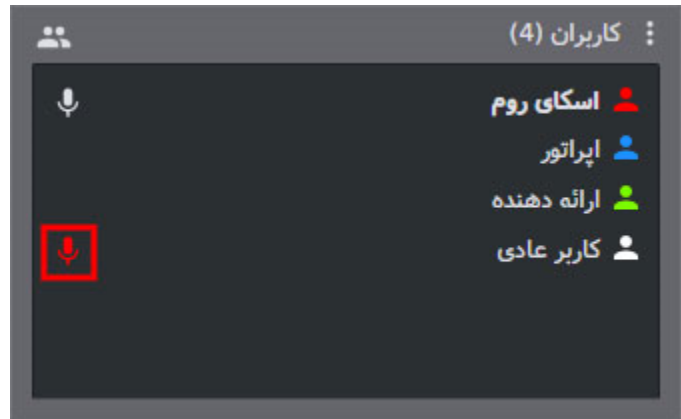 کاربران (4)
اسکای روم
اپراتور
ارائه دهنده
کاربر عادی